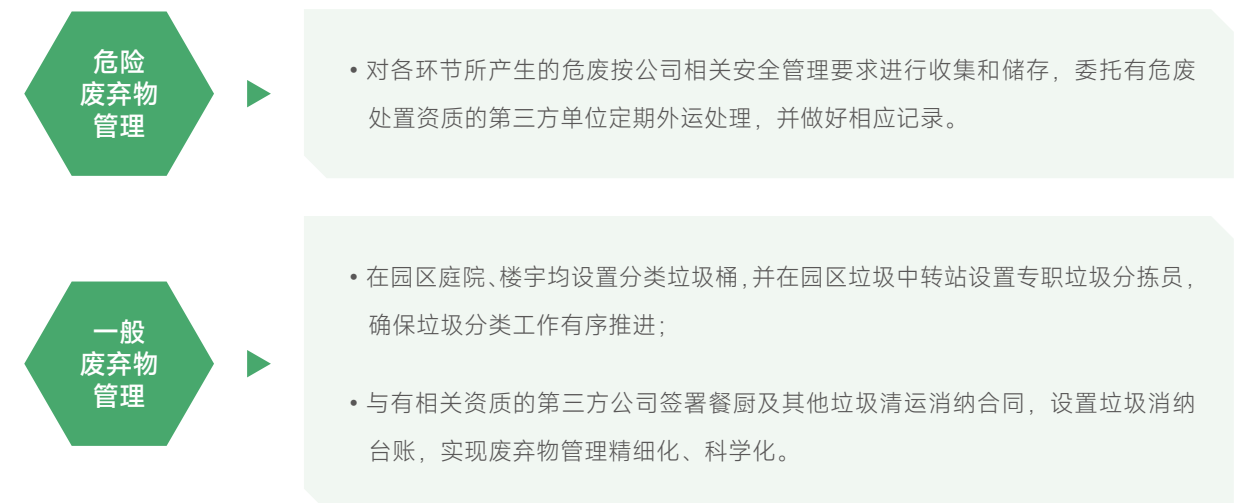 危险
废弃物
管理
• 对各环节所产生的危废按公司相关安全管理要求进行收集和储存，委托有危废
处置资质的第三方单位定期外运处理，并做好相应记录。
一般
废弃物
管理
• 在园区庭院、楼宇均设置分类垃圾桶，并在园区垃圾中转站设置专职垃圾分拣员，
确保垃圾分类工作有序推进；
• 与有相关资质的第三方公司签署餐厨及其他垃圾清运消纳合同，设置垃圾消纳
台账，实现废弃物管理精细化、科学化。